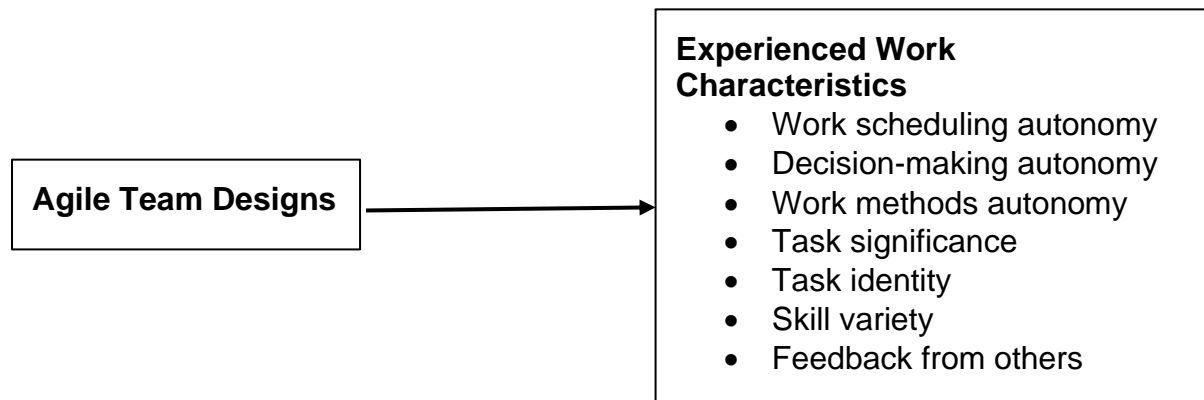 Agile Team Designs
Experienced Work
Characteristics
• Work scheduling autonomy
• Decision-making autonomy
• Work methods autonomy
• Task significance
• Task identity
• Skill variety
• Feedback from others